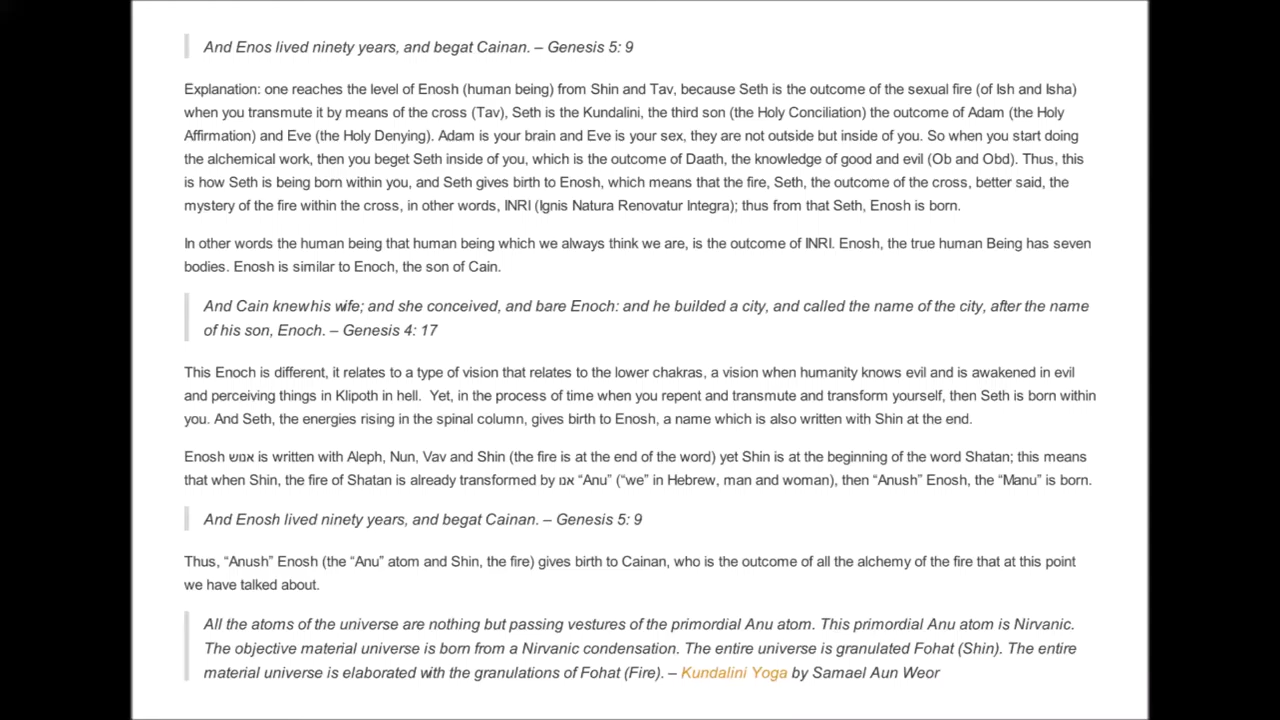 And Enos lived ninety years, and begat Cainan. – Genesis 5: 9
Explanation: one reaches the level of Enosh (human being) from Shin and Tav, because Seth is the outcome of the sexual fire (of Ish and Isha)
when you transmute it by means of the cross (Tav), Seth is the Kundalini, the third son (the Holy Conciliation) the outcome of Adam (the Holy
Affirmation) and Eve (the Holy Denying). Adam is your brain and Eve is your sex, they are not outside but inside of you. So when you start doing
the alchemical work, then you beget Seth inside of you, which is the outcome of Daath, the knowledge of good and evil (Ob and Obd). Thus, this
is how Seth is being born within you, and Seth gives birth to Enosh, which means that the fire, Seth, the outcome of the cross, better said, the
mystery of the fire within the cross, in other words, INRI (Ignis Natura Renovatur Integra); thus from that Seth, Enosh is born.
In other words the human being that human being which we always think we are, is the outcome of INRI. Enosh, the true human Being has seven
bodies. Enosh is similar to Enoch, the son of Cain.
And Cain knew his wife; and she conceived, and bare Enoch: and he builded a city, and called the name of the city, after the name
of his son, Enoch. – Genesis 4: 17
This Enoch is different, it relates to a type of vision that relates to the lower chakras, a vision when humanity knows evil and is awakened in evil
and perceiving things in Klipoth in hell. Yet, in the process of time when you repent and transmute and transform yourself, then Seth is born within
you. And Seth, the energies rising in the spinal column, gives birth to Enosh, a name which is also written with Shin at the end.
Enosh אנוש is written with Aleph, Nun, Vav and Shin (the fire is at the end of the word) yet Shin is at the beginning of the word Shatan; this means
that when Shin, the fire of Shatan is already transformed by אנו “Anu” (“we” in Hebrew, man and woman), then “Anush” Enosh, the “Manu” is born.
And Enosh lived ninety years, and begat Cainan. – Genesis 5: 9
Thus, “Anush” Enosh (the “Anu” atom and Shin, the fire) gives birth to Cainan, who is the outcome of all the alchemy of the fire that at this point
we have talked about.
All the atoms of the universe are nothing but passing vestures of the primordial Anu atom. This primordial Anu atom is Nirvanic.
The objective material universe is born from a Nirvanic condensation. The entire universe is granulated Fohat (Shin). The entire
material universe is elaborated with the granulations of Fohat (Fire). – Kundalini Yoga by Samael Aun Weor